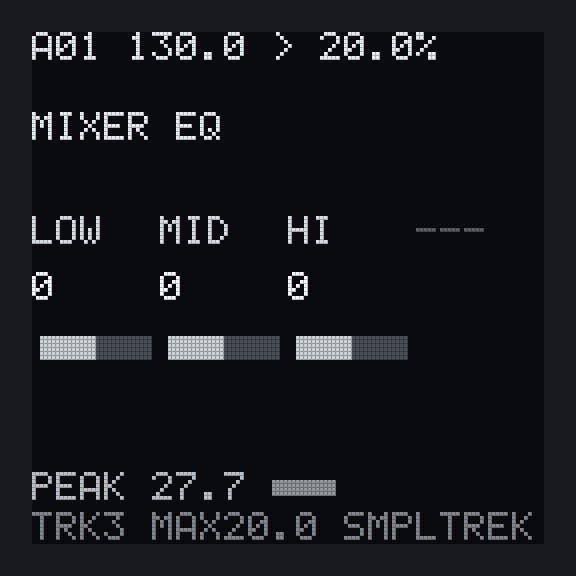 A01 130.0 > 20.0%
MIXER EQ
LOW MID HI ---
0 0 0
PEAK 27.7
TRK3 MAX20.0 SMPLTREK